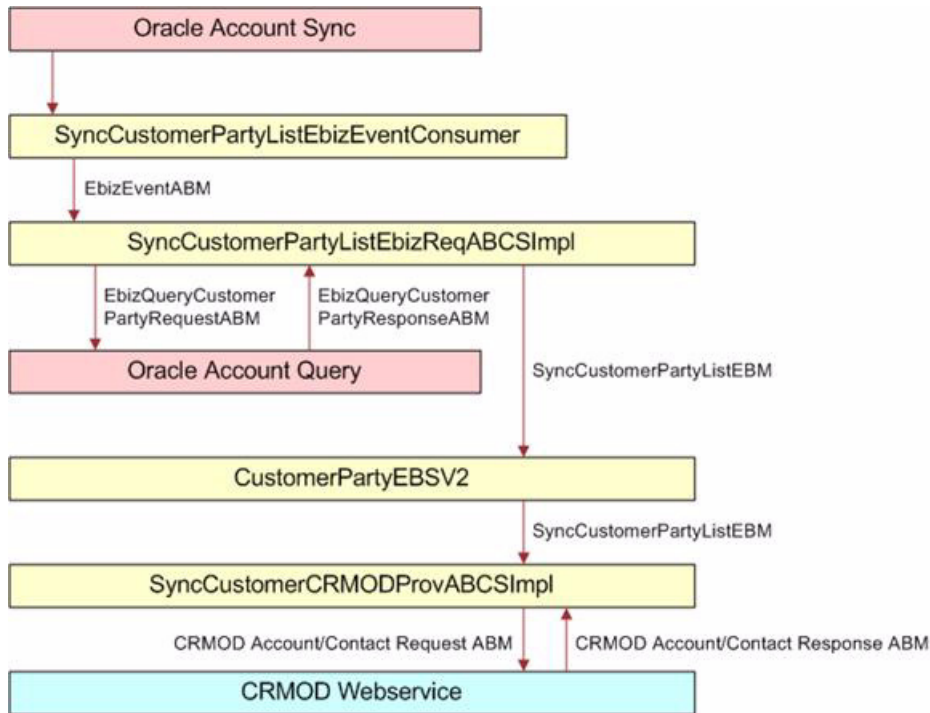 Oracle Account Sync
SyncCustomerPartyListEbizEventConsumer
EbizEventABM
SyncCustomerPartyListEbizReqABCSImpl
EbizQueryCustomer
PartyRequestABM
EbizQueryCustomer
PartyResponseABM
Oracle Account Query
SyncCustomerPartyListEBM
CustomerPartyEBSV2
SyncCustomerPartyListEBM
SyncCustomerCRMODProvABCSImpl
CRMOD Account/Contact Request ABM
CRMOD Account/Contact Response ABM
CRMOD Webservice